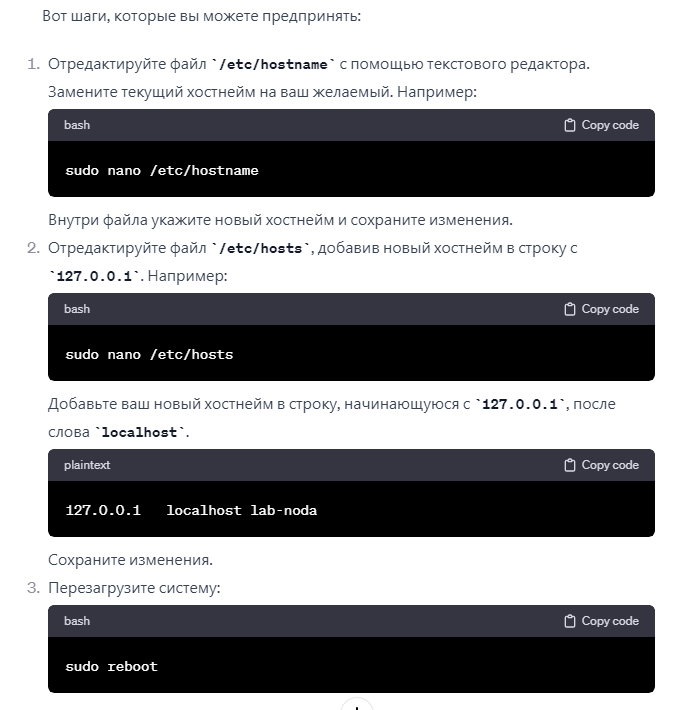 Вот шаги, которые вы можете предпринять:
1. Отредактируйте файл `/etc/hostname` с помощью текстового редактора.
Замените текущий хостнейм на ваш желаемый. Например:
bash Copy code
sudo nano /etc/hostname
Внутри файла укажите новый хостнейм и сохраните изменения.
2. Отредактируйте файл `/etc/hosts`, добавив новый хостнейм в строку с
`127.0.0.1`. Например:
bash Copy code
sudo nano /etc/hosts
Добавьте ваш новый хостнейм в строку, начинающуюся с `127.0.0.1`, после
слова `localhost`.
plaintext Copy code
127.0.0.1   localhost lab-noda
Сохраните изменения.
3. Перезагрузите систему:
bash Copy code
sudo reboot